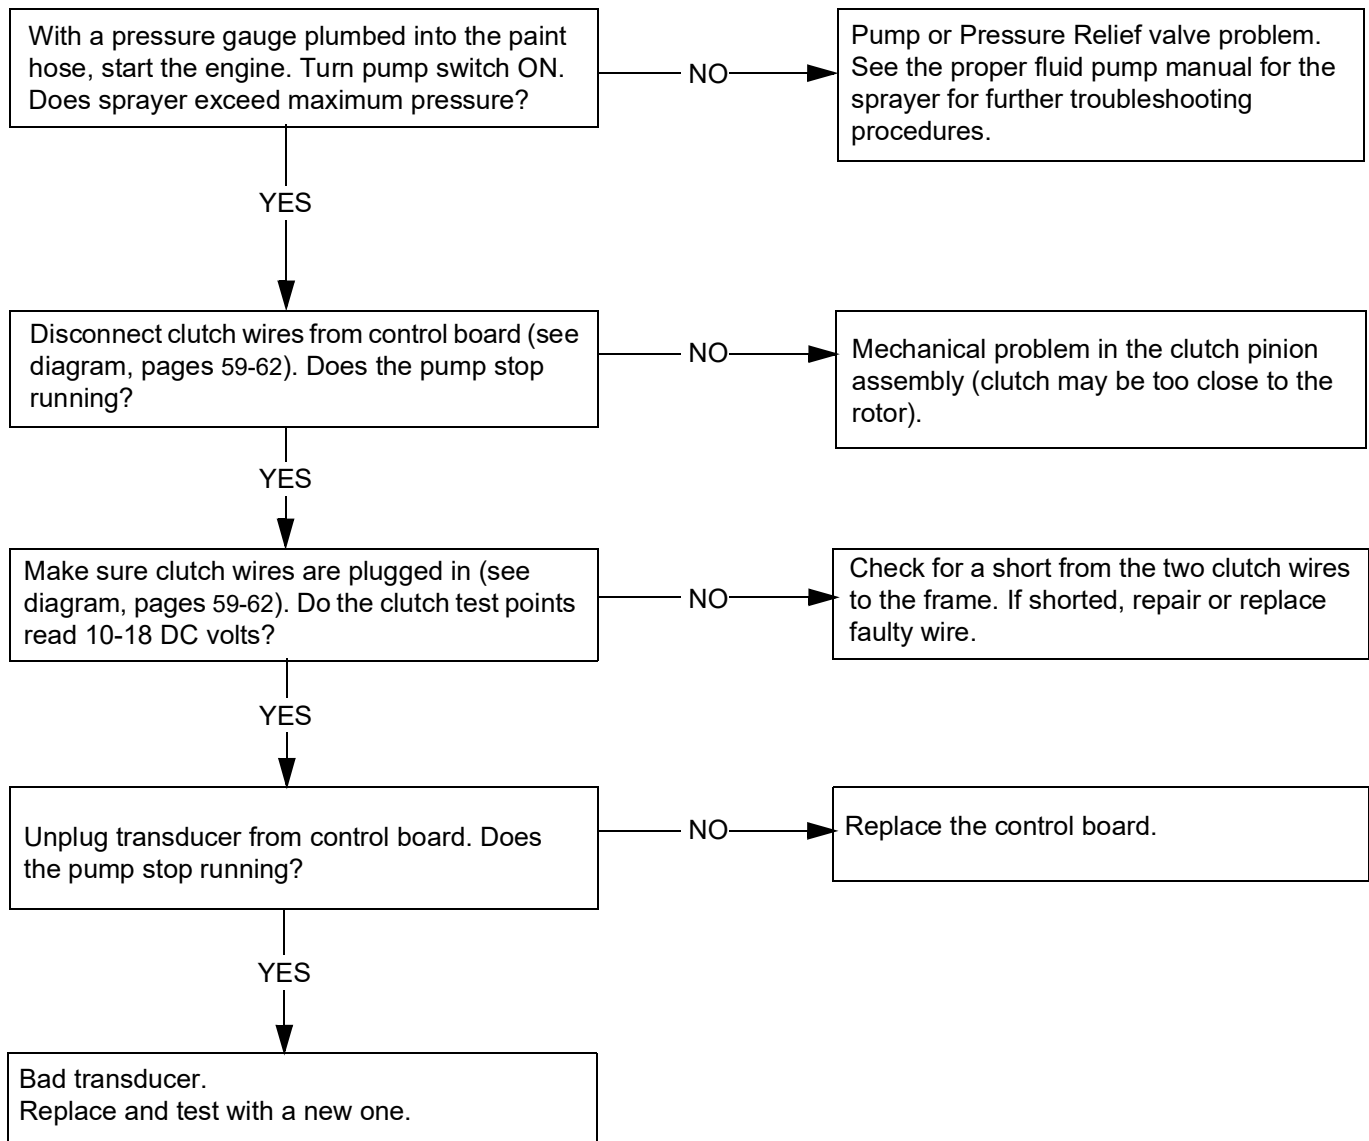 With a pressure gauge plumbed into the paint
hose, start the engine. Turn pump switch ON.
Does sprayer exceed maximum pressure?
NO
Pump or Pressure Relief valve problem.
See the proper fluid pump manual for the
sprayer for further troubleshooting
procedures.
YES
Disconnect clutch wires from control board (see
diagram, pages 59-62). Does the pump stop
running?
NO
Mechanical problem in the clutch pinion
assembly (clutch may be too close to the
rotor).
YES
Make sure clutch wires are plugged in (see
diagram, pages 59-62). Do the clutch test points
read 10-18 DC volts?
NO
Check for a short from the two clutch wires
to the frame. If shorted, repair or replace
faulty wire.
YES
Unplug transducer from control board. Does
the pump stop running?
NO
Replace the control board.
YES
Bad transducer.
Replace and test with a new one.